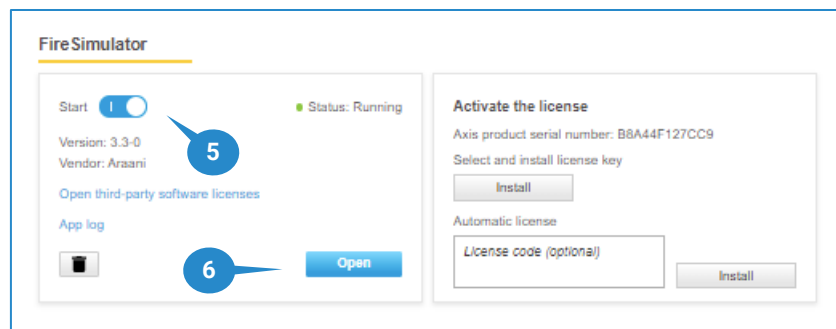 FireSimulator
Start
Status: Running
5
Version: 3.3-0
Vendor: Araani
Open third-party software licenses
App log
6
Open
Activate the license
Axis product serial number: B8A44F127CC9
Select and install license key
Install
Automatic license
License code (optional)
Install